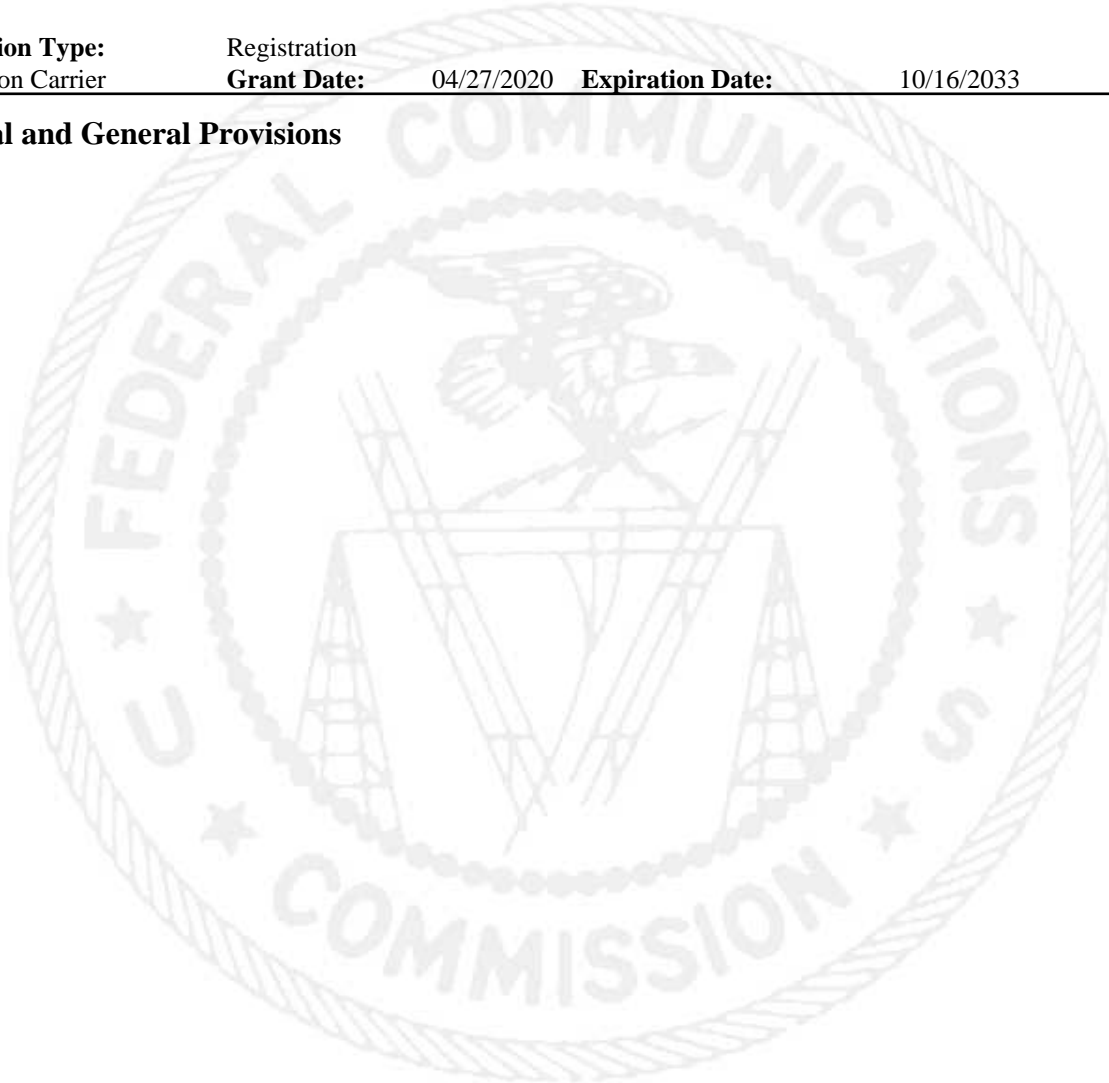 ion Type: Registration
on Carrier Grant Date: 04/27/2020 Expiration Date: 10/16/2033
al and General Provisions
FEDERAL COMMUNICATIONS
U S
COMMISSION